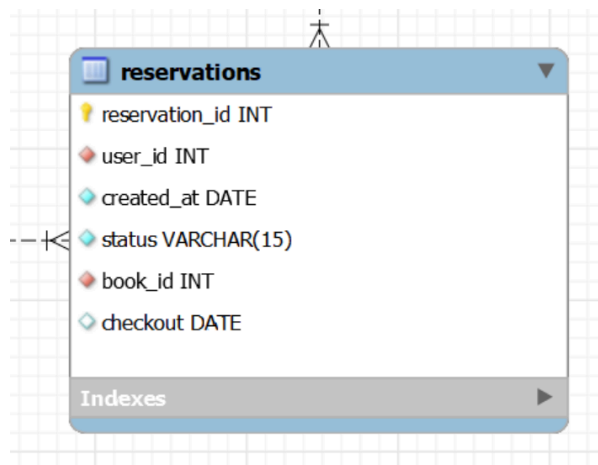 reservations
reservation_id INT
user_id INT
created_at DATE
status VARCHAR(15)
book_id INT
checkout DATE
Indexes